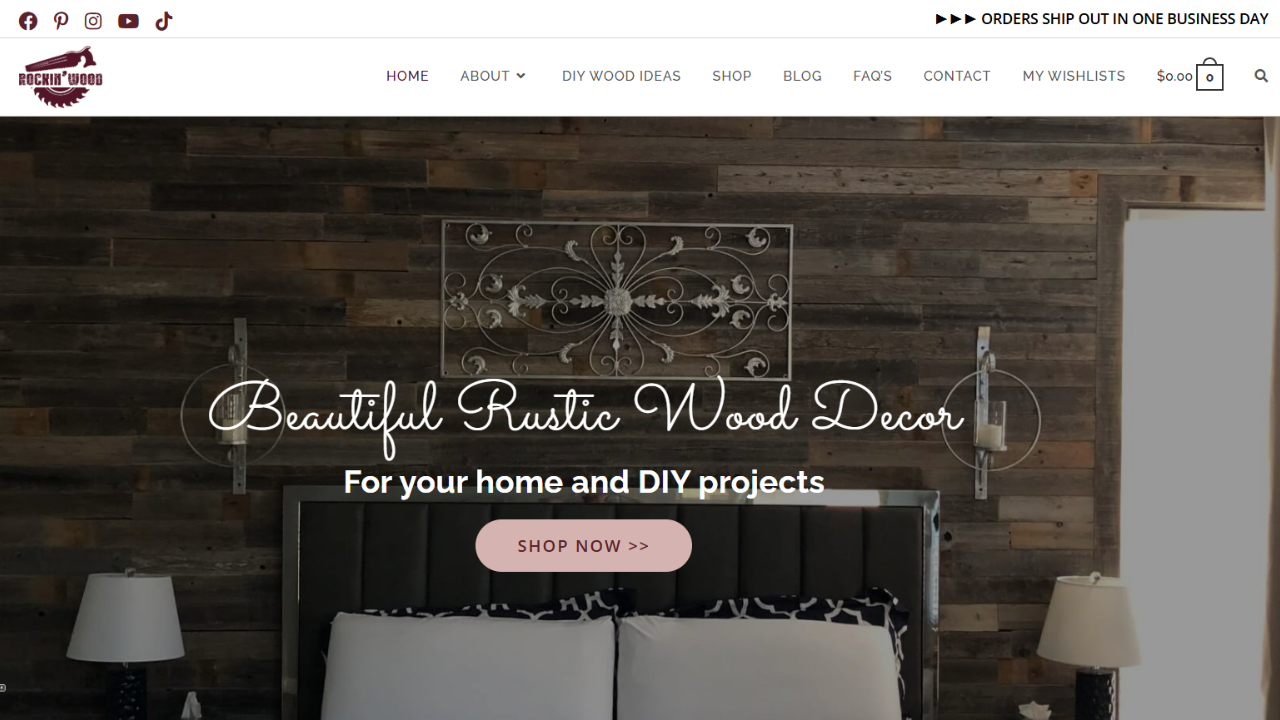 ►►► ORDERS SHIP OUT IN ONE BUSINESS DAY
ROCKIN' WOOD
HOME ABOUT DIY WOOD IDEAS SHOP BLOG FAQ'S CONTACT MY WISHLISTS $0.00 0
Beautiful Rustic Wood Decor
For your home and DIY projects
SHOP NOW >>